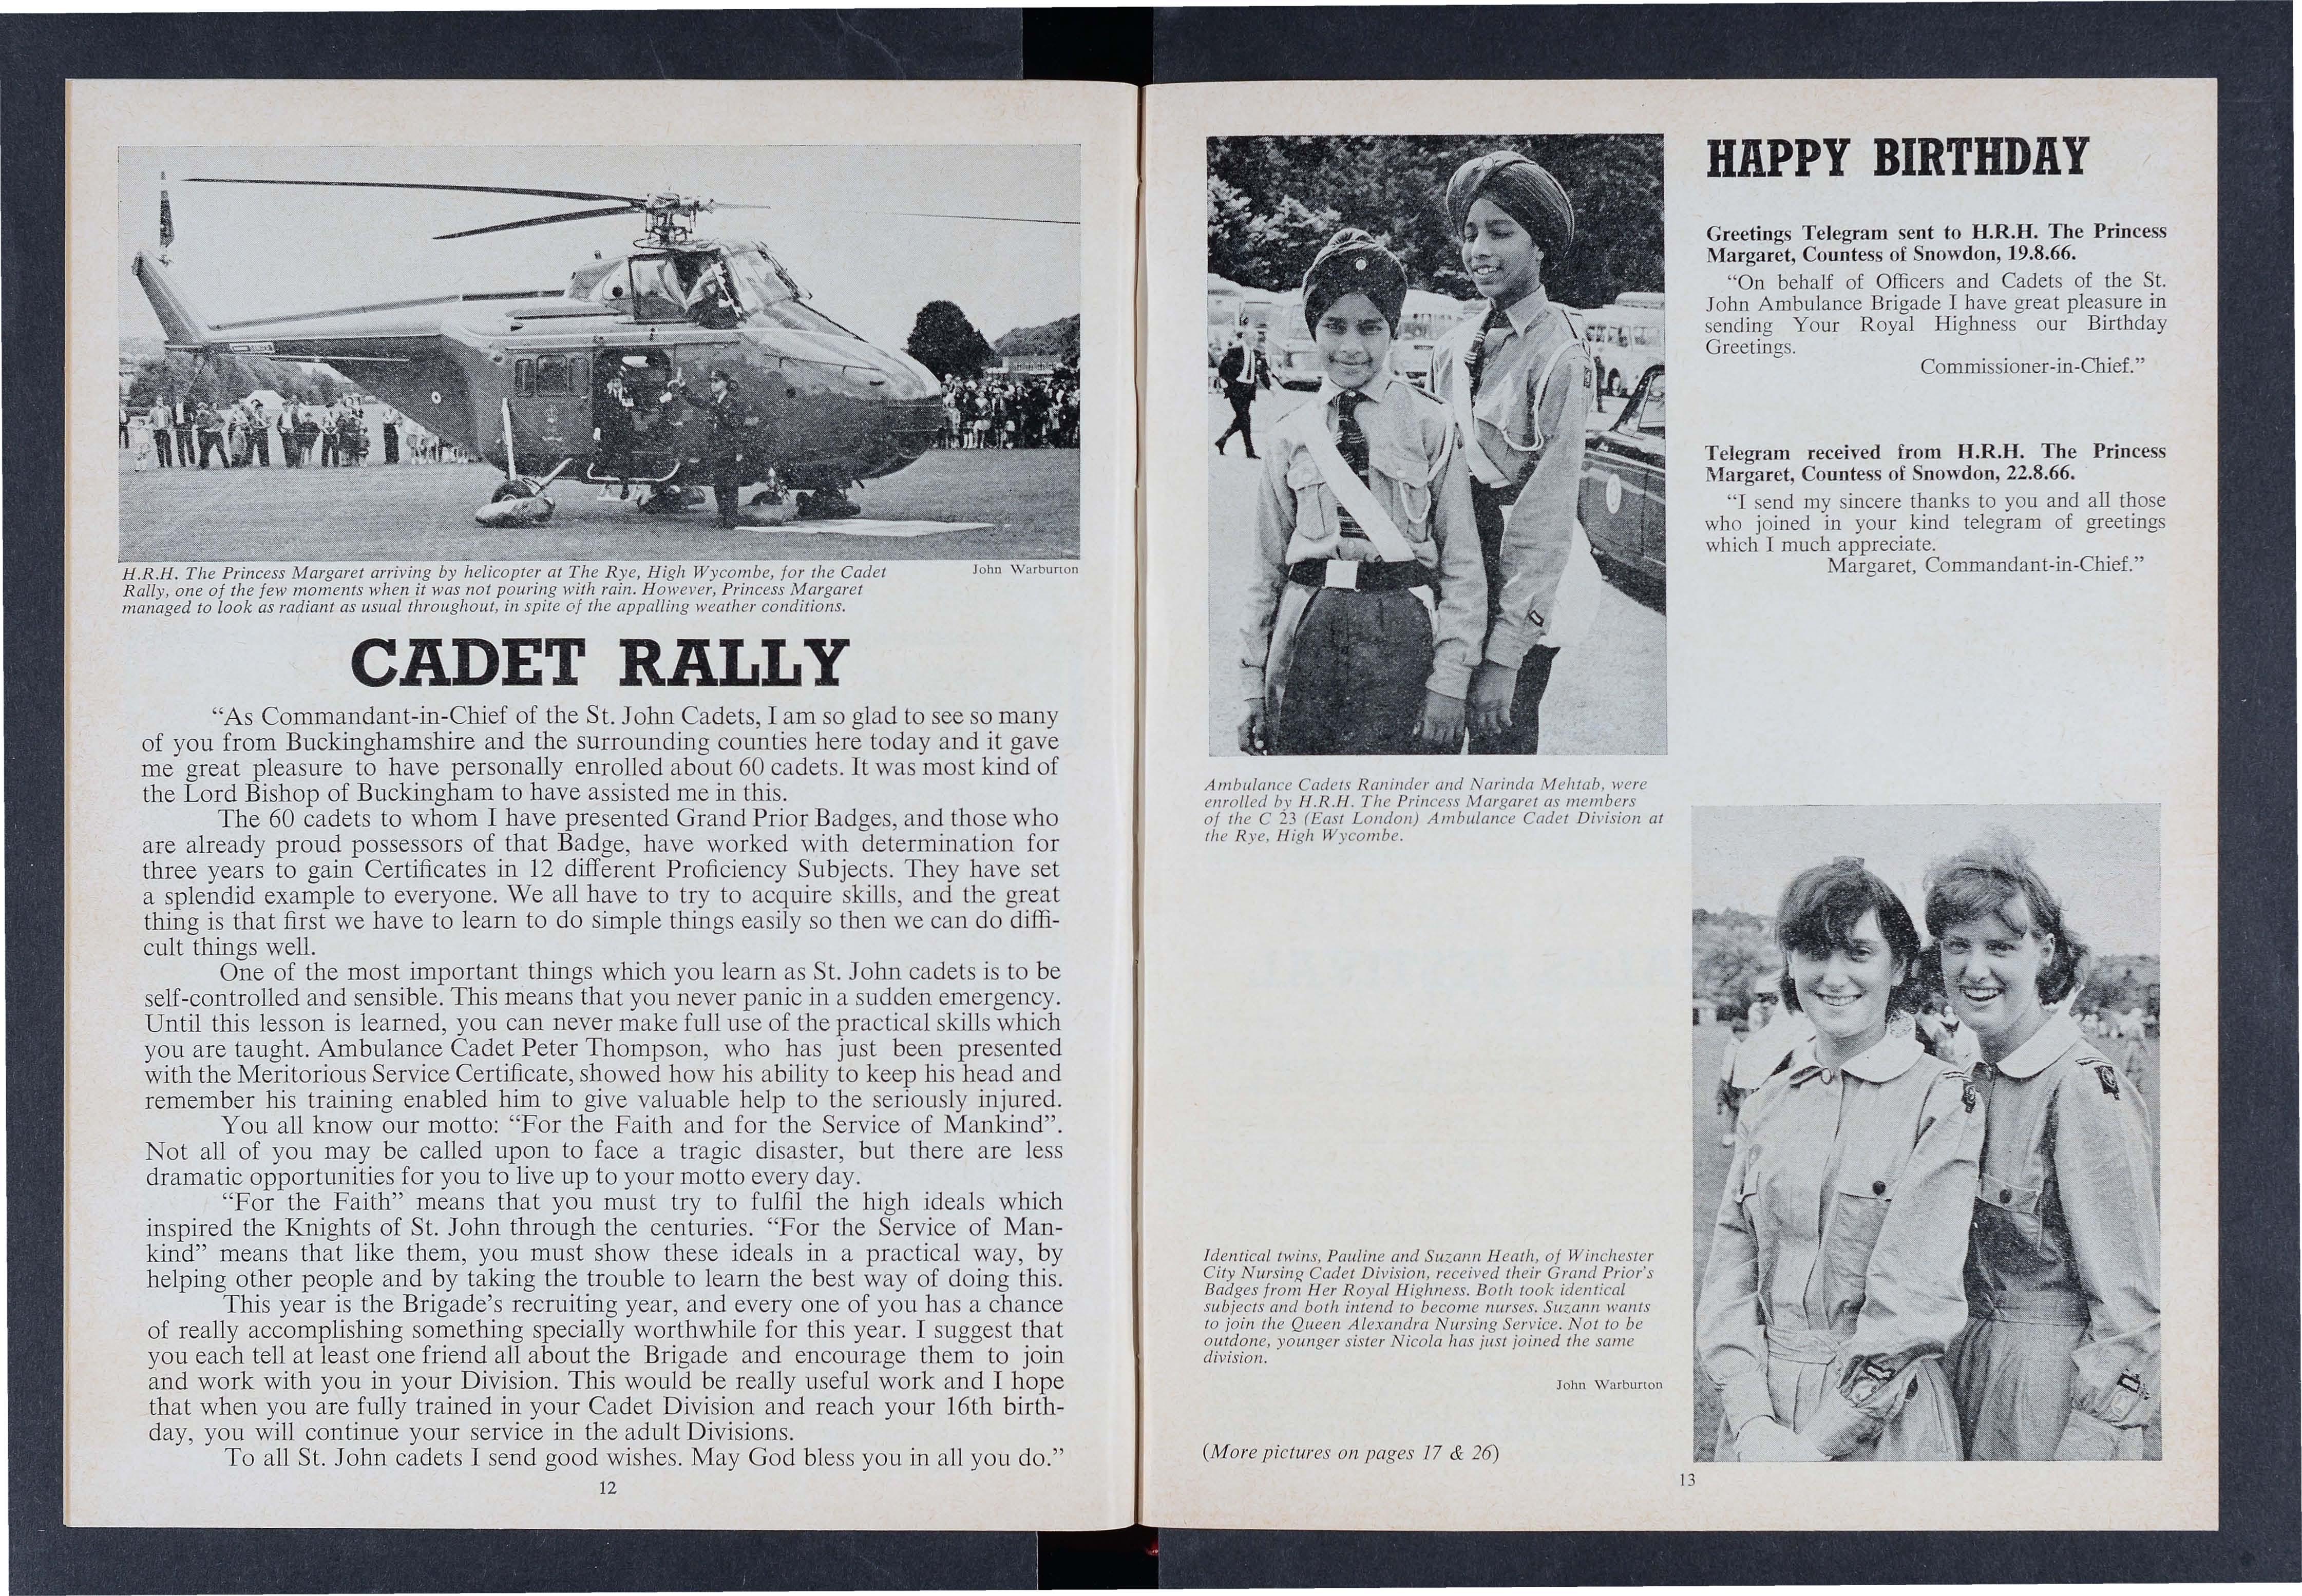 H.R.H. The Princess Margaret arriving by helicopter at The Rye, High Wycombe, for the Cadet
Rally, one of the few moments when it was not pouring with rain. However, Princess Margaret
managed to look as radiant as usual throughout, in spite of the appalling weather conditions.
John Warburton
CADET RALLY
“As Commandant-in-Chief of the St. John Cadets, I am so glad to see so many
of you from Buckinghamshire and the surrounding counties here today and it gave
me great pleasure to have personally enrolled about 60 cadets. It was most kind of
the Lord Bishop of Buckingham to have assisted me in this.
The 60 cadets to whom I have presented Grand Prior Badges, and those who
are already proud possessors of that Badge, have worked with determination for
three years to gain Certificates in 12 different Proficiency Subjects. They have set
a splendid example to everyone. We all have to try to acquire skills, and the great
thing is that first we have to learn to do simple things easily so then we can do diffi-
cult things well.
One of the most important things which you learn as St. John cadets is to be
self-controlled and sensible. This means that you never panic in a sudden emergency.
Until this lesson is learned, you can never make full use of the practical skills which
you are taught. Ambulance Cadet Peter Thompson, who has just been presented
with the Meritorious Service Certificate, showed how his ability to keep his head and
remember his training enabled him to give valuable help to the seriously injured.
You all know our motto: “For the Faith and for the Service of Mankind”.
Not all of you may be called upon to face a tragic disaster, but there are less
dramatic opportunities for you to live up to your motto every day.
“For the Faith” means that you must try to fulfil the high ideals which
inspired the Knights of St. John through the centuries. “For the Service of Man-
kind” means that like them, you must show these ideals in a practical way, by
helping other people and by taking the trouble to learn the best way of doing this.
This year is the Brigade’s recruiting year, and every one of you has a chance
of really accomplishing something specially worthwhile for this year. I suggest that
you each tell at least one friend all about the Brigade and encourage them to join
and work with you in your Division. This would be really useful work and I hope
that when you are fully trained in your Cadet Division and reach your 16th birth-
day, you will continue your service in the adult Divisions.
To all St. John cadets I send good wishes. May God bless you in all you do.”
12
Ambulance Cadets Raninder and Narinda Mehtab, were
enrolled by H.R.H. The Princess Margaret as members
of the C 23 (East London) Ambulance Cadet Division at
the Rye, High Wycombe.
HAPPY BIRTHDAY
Greetings Telegram sent to H.R.H. The Princess
Margaret, Countess of Snowdon, 19.8.66.
“On behalf of Officers and Cadets of the St.
John Ambulance Brigade I have great pleasure in
sending Your Royal Highness our Birthday
Greetings.
Commissioner-in-Chief.”
Telegram received from H.R.H. The Princess
Margaret, Countess of Snowdon, 22.8.66.
“I send my sincere thanks to you and all those
who joined in your kind telegram of greetings
which I much appreciate.
Margaret, Commandant-in-Chief.”
Identical twins, Pauline and Suzann Heath, of Winchester
City Nursing Cadet Division, received their Grand Prior’s
Badges from Her Royal Highness. Both took identical
subjects and both intend to become nurses. Suzann wants
to join the Queen Alexandra Nursing Service. Not to be
outdone, younger sister Nicola has just joined the same
division.
John Warburton
(More pictures on pages 17 & 26)
13